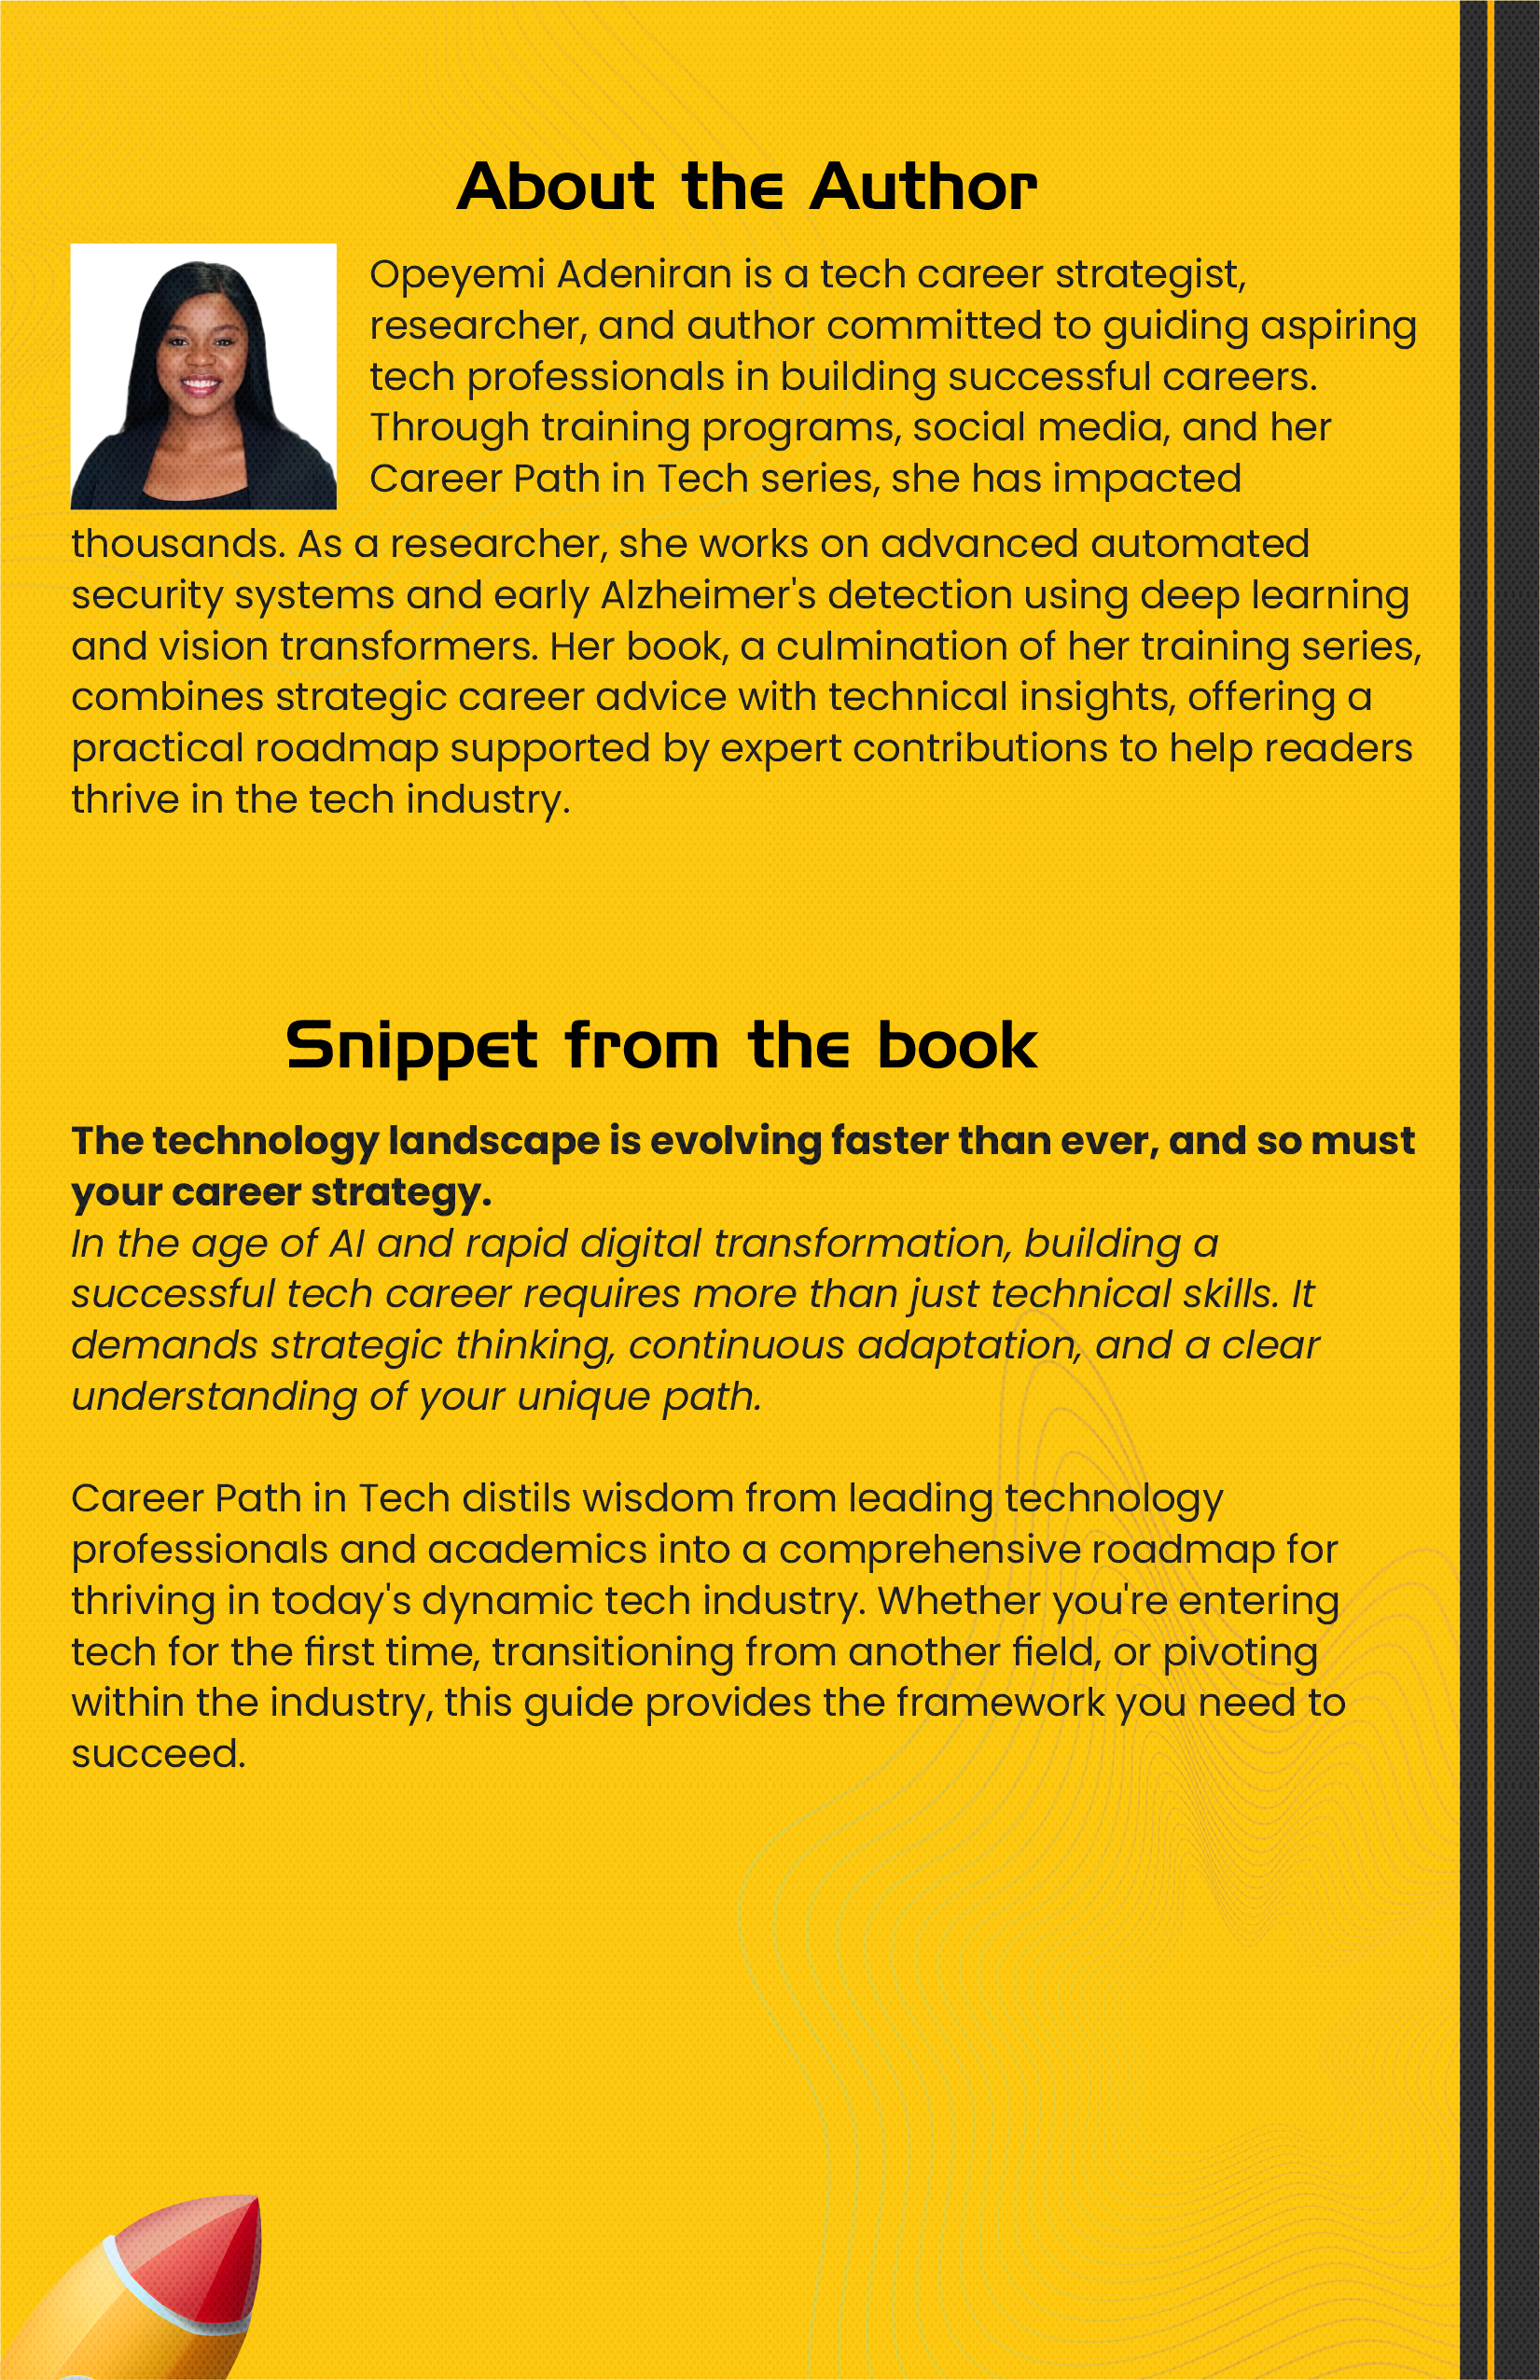 About the Author
Opeyemi Adeniran is a tech career strategist,
researcher, and author committed to guiding aspiring
tech professionals in building successful careers.
Through training programs, social media, and her
Career Path in Tech series, she has impacted
thousands. As a researcher, she works on advanced automated
security systems and early Alzheimer's detection using deep learning
and vision transformers. Her book, a culmination of her training series,
combines strategic career advice with technical insights, offering a
practical roadmap supported by expert contributions to help readers
thrive in the tech industry.
Snippet from the book
The technology landscape is evolving faster than ever, and so must
your career strategy.
In the age of AI and rapid digital transformation, building a
successful tech career requires more than just technical skills. It
demands strategic thinking, continuous adaptation, and a clear
understanding of your unique path.
Career Path in Tech distils wisdom from leading technology
professionals and academics into a comprehensive roadmap for
thriving in today's dynamic tech industry. Whether you're entering
tech for the first time, transitioning from another field, or pivoting
within the industry, this guide provides the framework you need to
succeed.